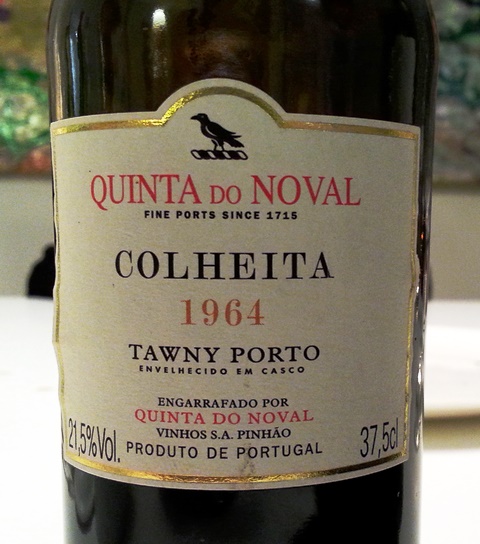 QUINTA DO NOVAL
FINE PORTS SINCE 1715
COLHEITA
1964
TAWNY PORTO
ENVELHECIDO EM CASCO
ENGARRAFADO POR
QUINTA DO NOVAL
VINHOS S.A. PINHÃO
21,5%Vol. PRODUTO DE PORTUGAL 37,5cl